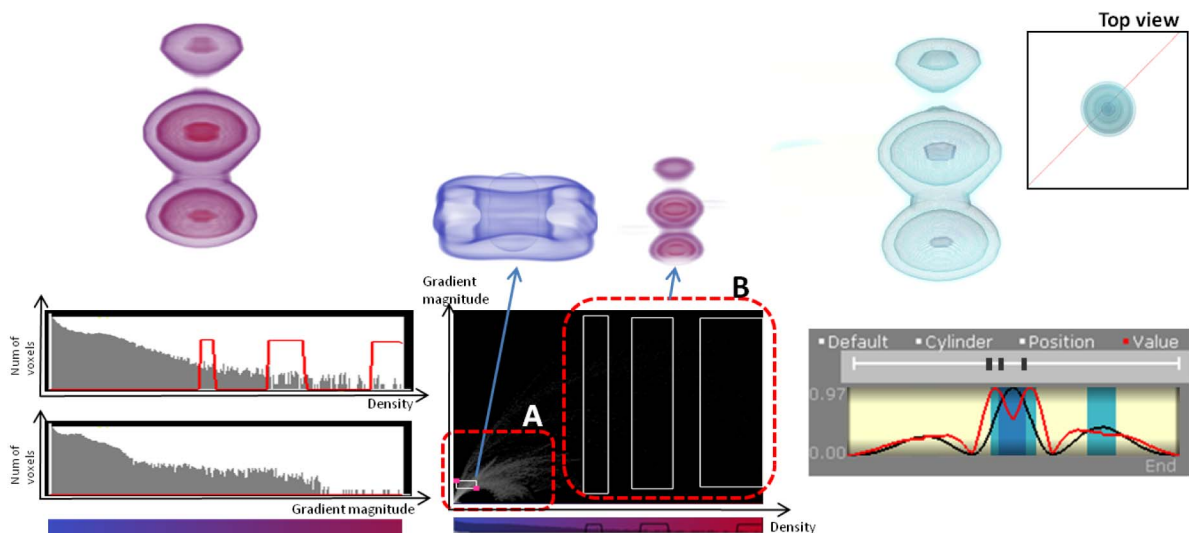 Top view
Gradient
magnitude
B
Num of
voxels
Density
A
Num of
voxels
Gradient magnitude
Density
Default Cylinder Position Value
0.97
0.00
End